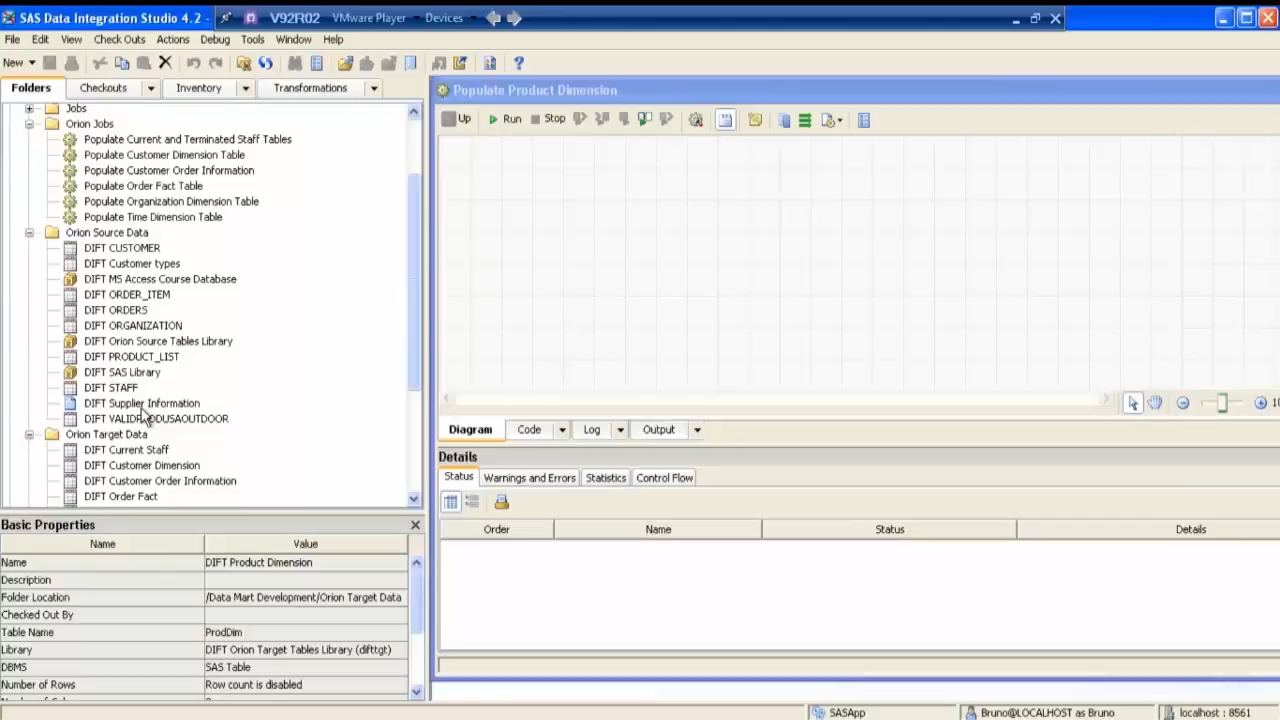 SAS Data Integration Studio 4.2 -
V92R02 VMware Player Devices
File Edit View Check Outs Actions Debug Tools Window Help
New
Folders Checkouts Inventory Transformations
Populate Product Dimension
Up Run Stop
Jobs
Orion Jobs
Populate Current and Terminated Staff Tables
Populate Customer Dimension Table
Populate Customer Order Information
Populate Order Fact Table
Populate Organization Dimension Table
Populate Time Dimension Table
Orion Source Data
DIFT CUSTOMER
DIFT Customer types
DIFT MS Access Course Database
DIFT ORDER_ITEM
DIFT ORDERS
DIFT ORGANIZATION
DIFT Orion Source Tables Library
DIFT PRODUCT_LIST
DIFT SAS Library
DIFT STAFF
DIFT Supplier Information
DIFT
Orion Target Data
DIFT Current Staff
DIFT Customer Dimension
DIFT Customer Order Information
DIFT Order Fact
10
Diagram Code Log Output
Details
Status Warnings and Errors Statistics Control Flow
Order Name Status Details
Basic Properties
Name Value
Name DIFT Product Dimension
Description
Folder Location /Data Mart Development/Orion Target Data
Checked Out By
Table Name ProdDim
Library DIFT Orion Target Tables Library (difttgt)
DBMS SAS Table
Number of Rows Row count is disabled
SASApp Bruno@LOCALHOST as Bruno localhost : 8561